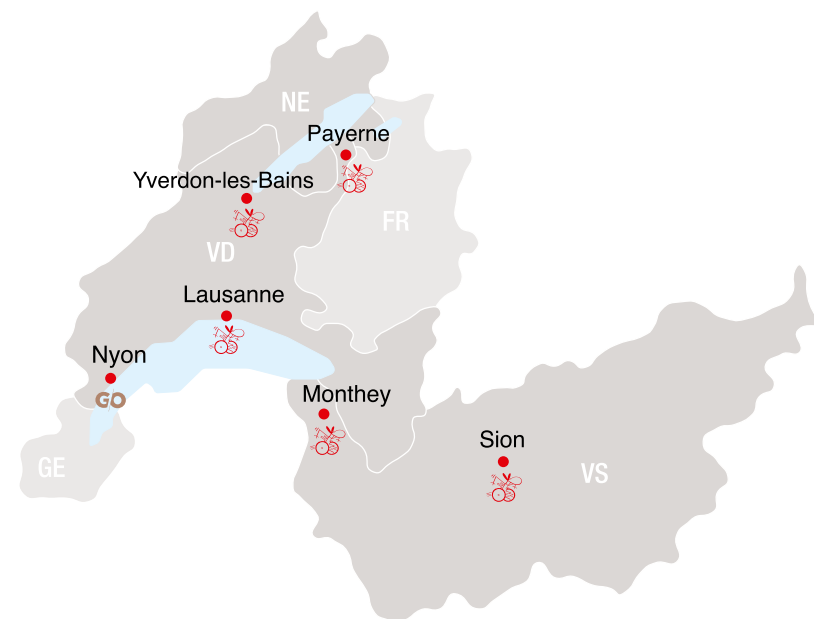 NE
Payerne
Yverdon-les-Bains
FR
VD
Lausanne
Nyon
GO
Monthey
Sion
GE
VS